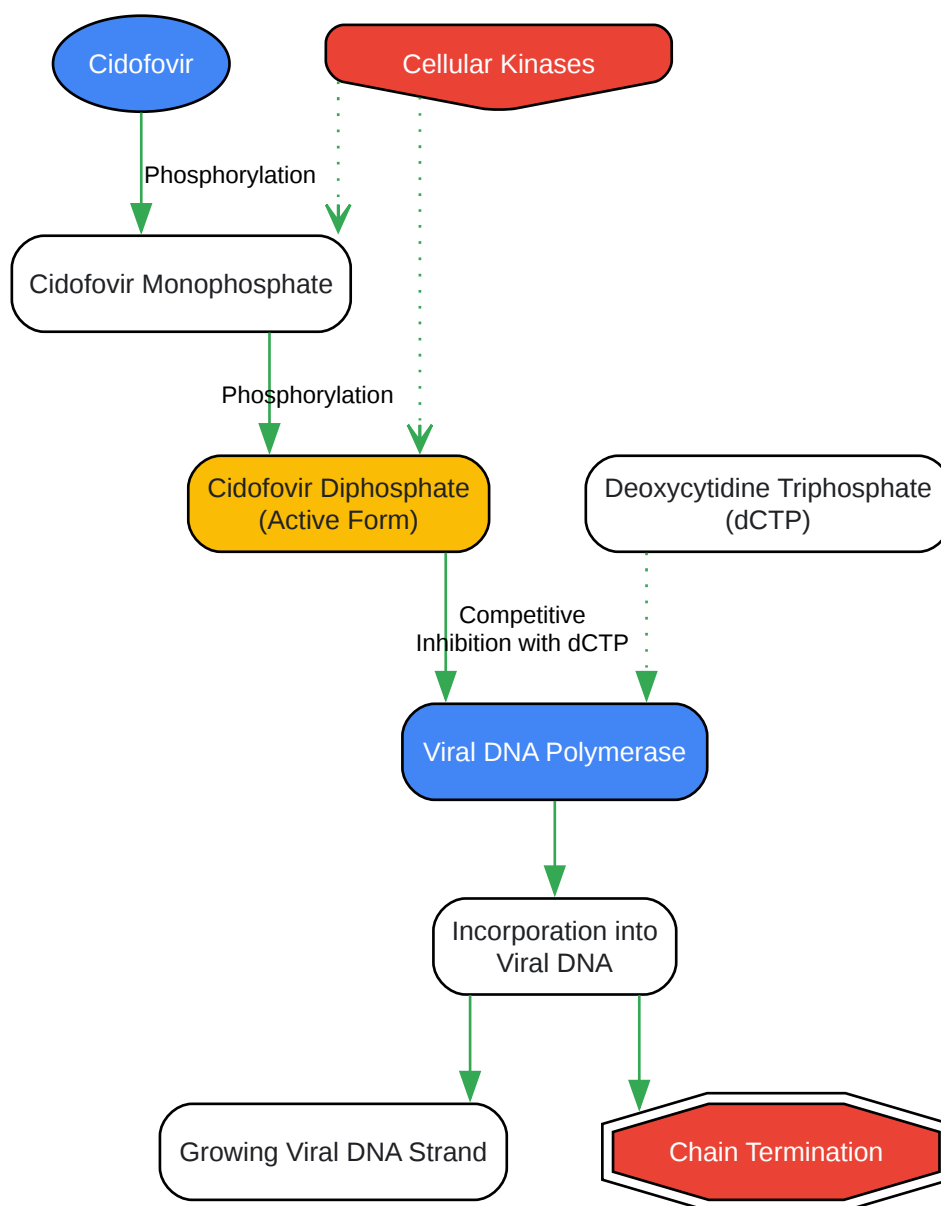 Cidofovir
Cellular Kinases
Phosphorylation
Cidofovir Monophosphate
Phosphorylation
Cidofovir Diphosphate
(Active Form)
Deoxycytidine Triphosphate
(dCTP)
Competitive
Inhibition with dCTP
Viral DNA Polymerase
Incorporation into
Viral DNA
Growing Viral DNA Strand
Chain Termination